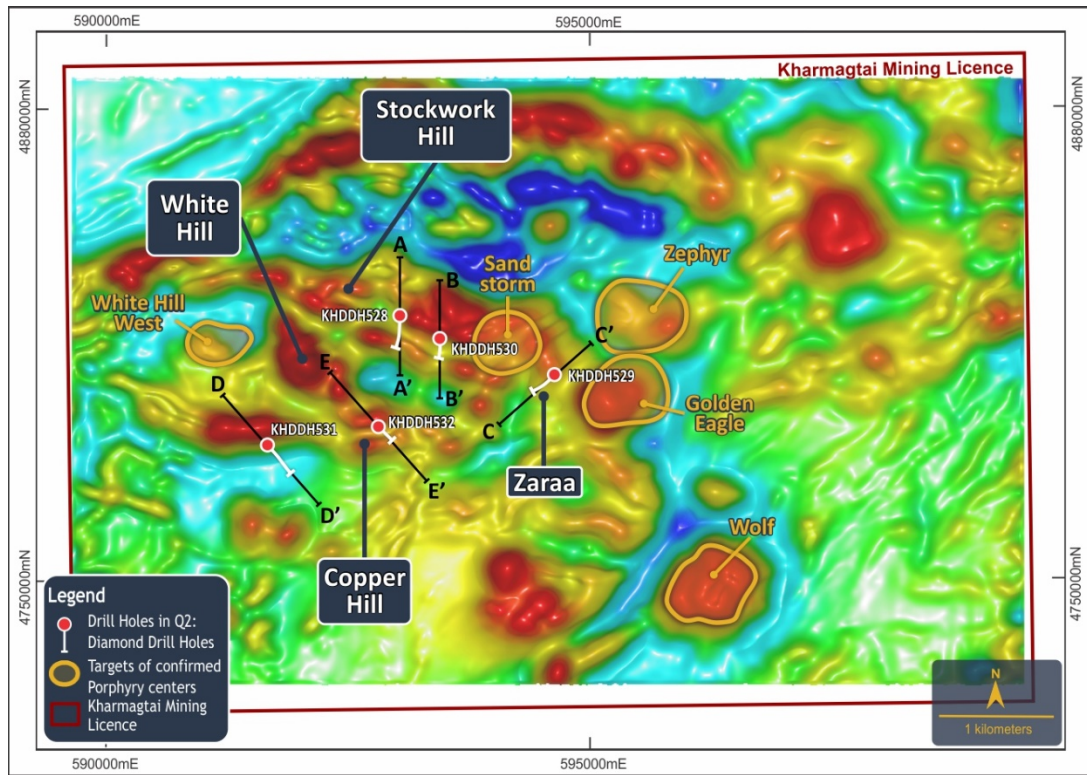 590000mE
595000mE
Kharmagtai Mining Licence
4880000mN
4880000mN
Stockwork
Hill
White
Hill
A
Zephyr
Sand
storm
B
White Hill
West
KHDDH528
KHDDH530
C'
E
A'
B'
KHDDH529
D
Golden
Eagle
KHDDH531
KHDDH532
C
Zaraa
E'
D'
Wolf
Copper
Hill
4750000mN
4750000mN
Legend
Drill Holes in Q2:
Diamond Drill Holes
Targets of confirmed
Porphyry centers
Kharmagtai Mining
Licence
N
1 kilometers
590000mE
595000mE